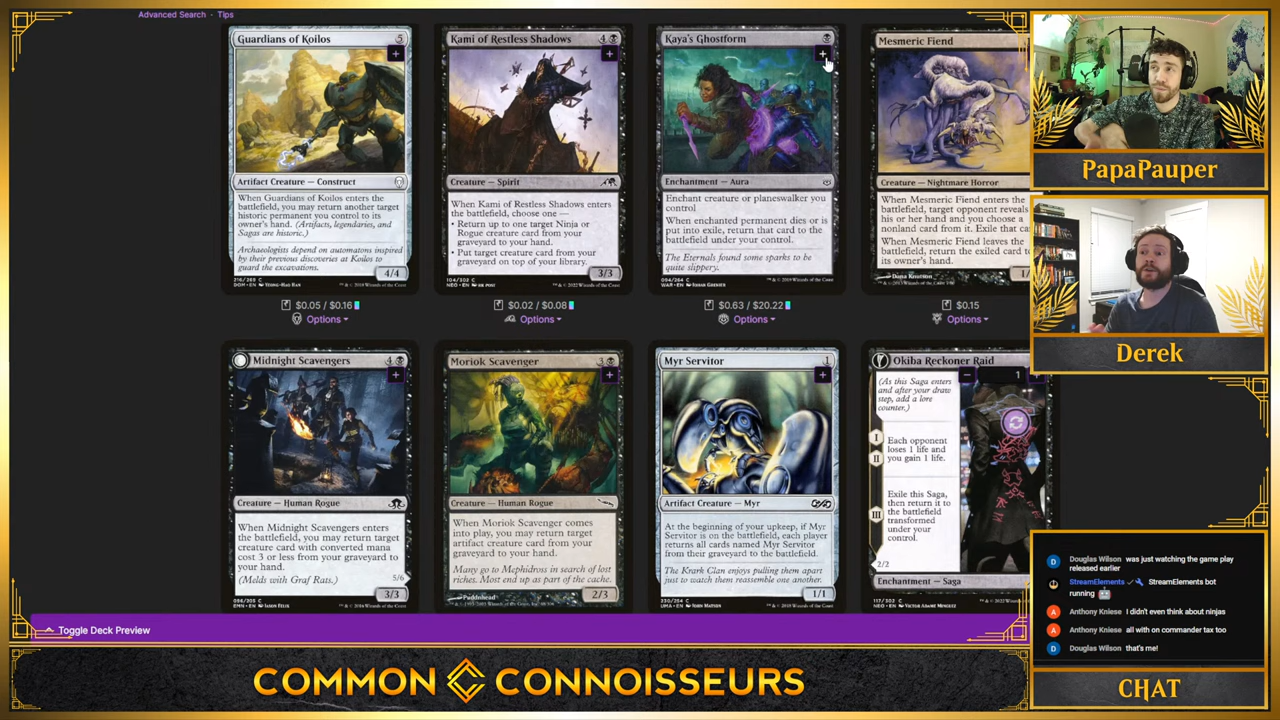 Advanced Search · Tips
Guardians of Koilos 5
Artifact Creature — Construct
When Guardians of Koilos enters the
battlefield, you may return another target
historic permanent you control to its
owner's hand. (Artifacts, legendaries, and
Sagas are historic.)
Archaeologists depend on automatons inspired
by their previous discoveries at Koilos to
guard the excavations.
4/4
$0.05 / $0.16
Options
Kami of Restless Shadows 4
Creature — Spirit
When Kami of Restless Shadows enters
the battlefield, choose one —
• Return up to one target Ninja or
Rogue creature card from your
graveyard to your hand.
• Put target creature card from your
graveyard on top of your library.
3/3
$0.02 / $0.08
Options
Kaya's Ghostform
Enchantment — Aura
Enchant creature or planeswalker you
control
When enchanted permanent dies or is
put into exile, return that card to the
battlefield under your control.
The Eternals found some sparks to be
quite slippery.
$0.63 / $20.22
Options
Mesmeric Fiend
Creature — Nightmare Horror
When Mesmeric Fiend enters the
battlefield, target opponent reveals
his or her hand and you choose a
nonland card from it. Exile that ca
When Mesmeric Fiend leaves the
battlefield, return the exiled card to
its owner's hand.
1/
$0.15
Options
Midnight Scavengers 4
Creature — Human Rogue
When Midnight Scavengers enters
the battlefield, you may return target
creature card with converted mana
cost 3 or less from your graveyard to
your hand.
(Melds with Graf Rats.)
5/6
3/3
Moriok Scavenger 3
Creature — Human Rogue
When Moriok Scavenger comes
into play, you may return target
artifact creature card from your
graveyard to your hand.
Many go to Mephidross in search of lost
riches. Most end up as part of the cache.
2/3
Myr Servitor 1
Artifact Creature — Myr
At the beginning of your upkeep, if Myr
Servitor is on the battlefield, each player
returns all cards named Myr Servitor
from their graveyard to the battlefield.
The Krark Clan enjoys pulling them apart
just to watch them reassemble one another.
1/1
Okiba Reckoner Raid
1
(As this Saga enters
and after your draw
step, add a lore
counter.)
I
II
Each opponent
loses 1 life and
you gain 1 life.
III
Exile this Saga,
then return it to
the battlefield
transformed
under your
control.
2/2
Enchantment — Saga
Toggle Deck Preview
PapaPauper
Derek
Douglas Wilson was just watching the game play
released earlier
StreamElements StreamElements bot
running
Anthony Kniese I didn't even think about ninjas
Anthony Kniese all with on commander tax too
Douglas Wilson that's me!
CHAT
COMMON CONNOISSEURS